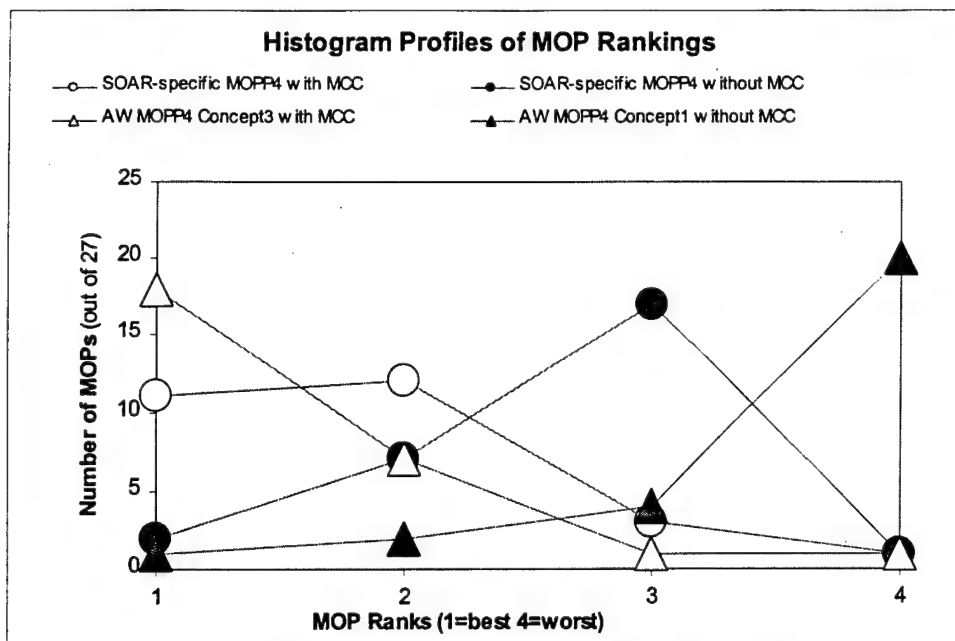 Histogram Profiles of MOP Rankings
SOAR-specific MOPP4 with MCC
SOAR-specific MOPP4 without MCC
AW MOPP4 Concept3 with MCC
AW MOPP4 Concept1 without MCC
Number of MOPs (out of 27)
25
20
15
10
5
0
1 2 3 4
MOP Ranks (1=best 4=worst)